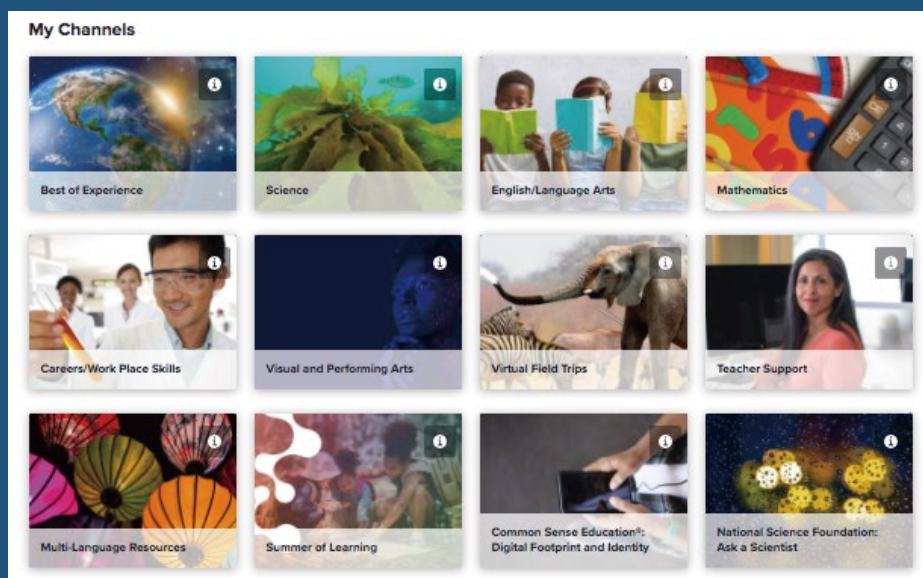 My Channels
Best of Experience
Science
English/Language Arts
Mathematics
Careers/Work Place Skills
Visual and Performing Arts
Virtual Field Trips
Teacher Support
Multi-Language Resources
Summer of Learning
Common Sense Education®:
Digital Footprint and Identity
National Science Foundation:
Ask a Scientist